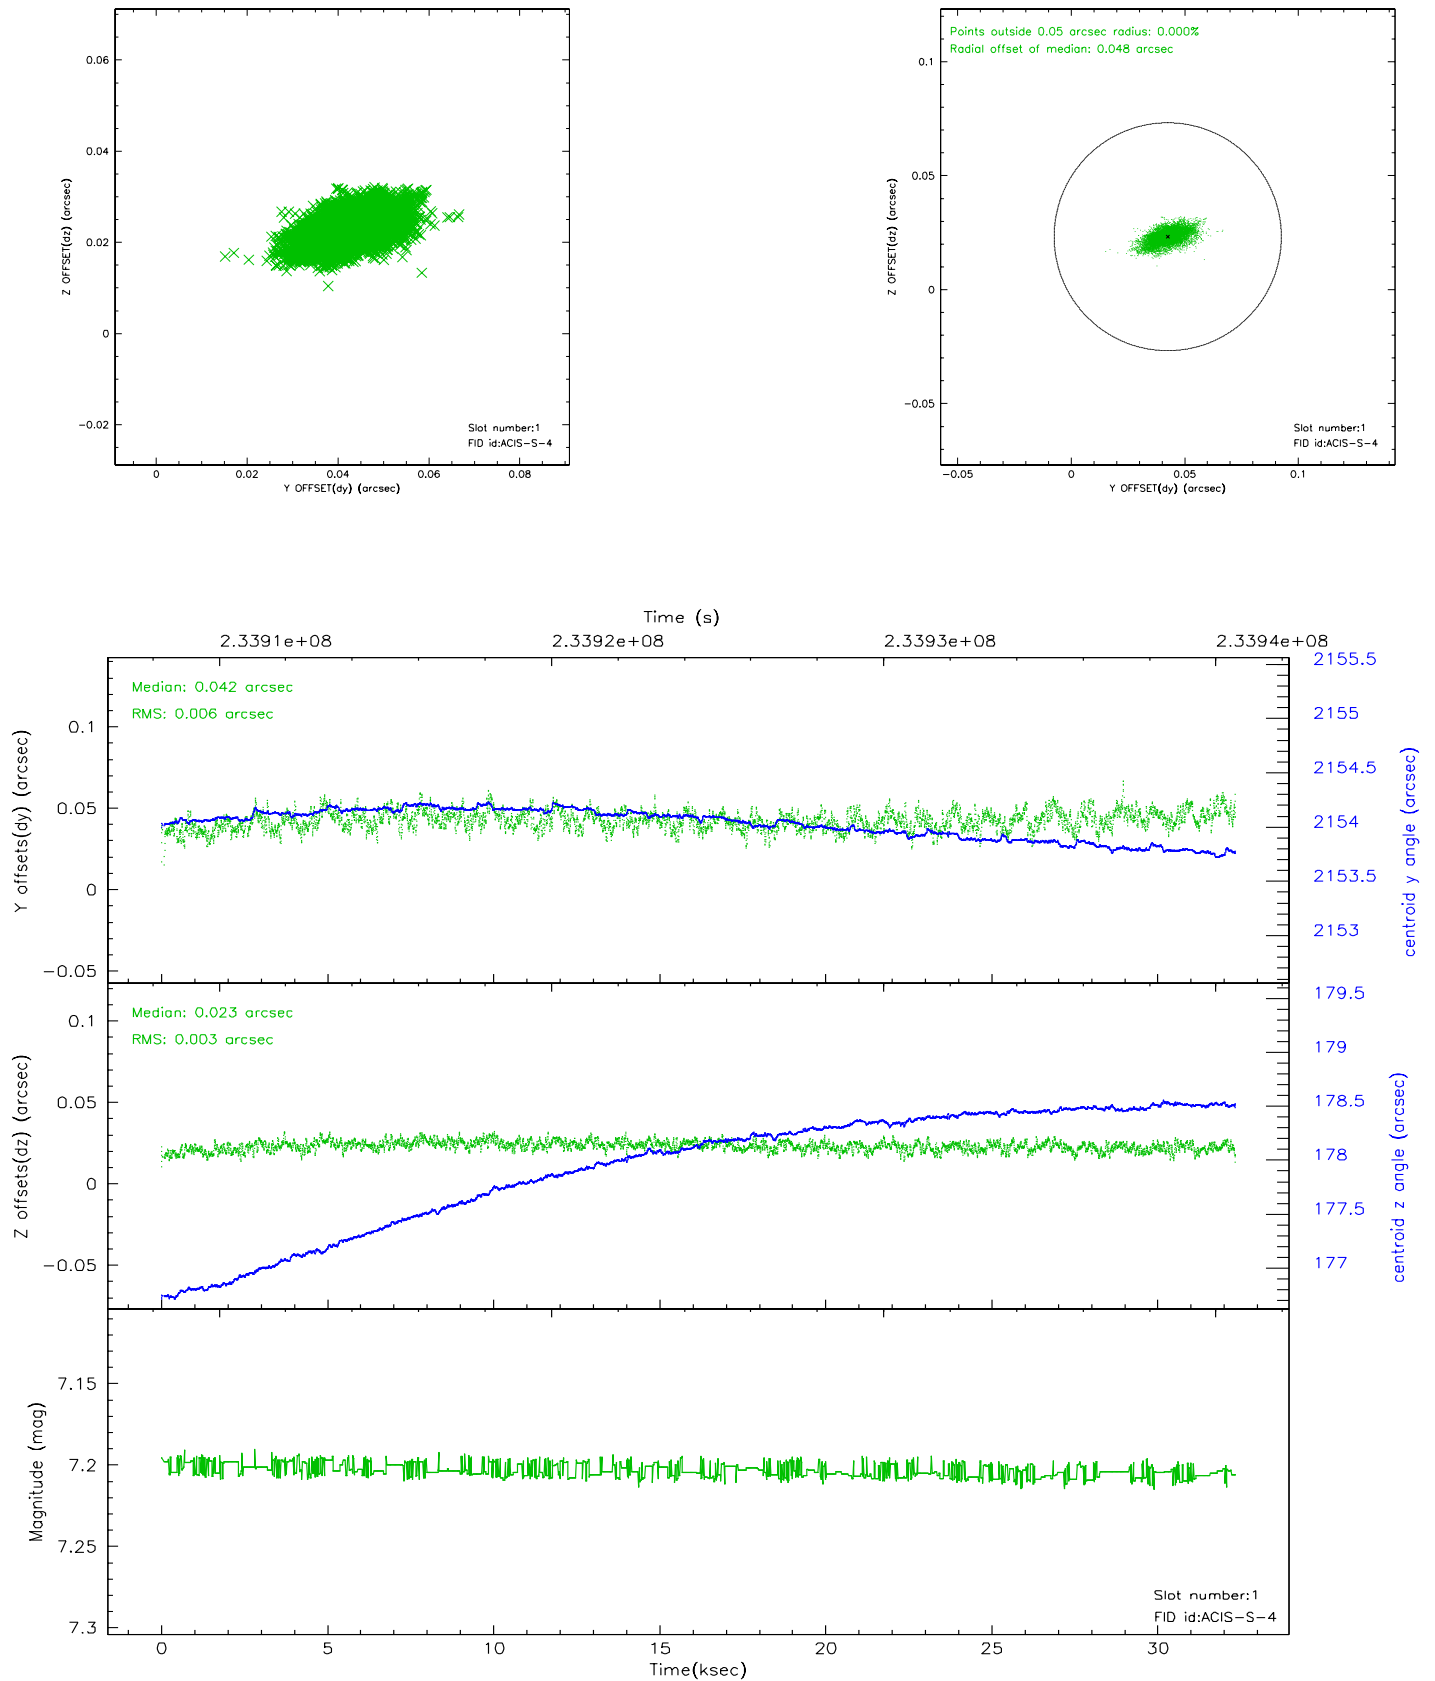 0.06
0.04
0.02
0
−0.02
Z OFFSET(dz) (arcsec)
Slot number:1
FID id:ACIS−S−4
0 0.02 0.04 0.06 0.08
Y OFFSET(dy) (arcsec)
Points outside 0.05 arcsec radius: 0.000%
Radial offset of median: 0.048 arcsec
0.1
0.05
0
−0.05
Z OFFSET(dz) (arcsec)
Slot number:1
FID id:ACIS−S−4
−0.05 0 0.05 0.1
Y OFFSET(dy) (arcsec)
Time (s)
2.3391e+08 2.3392e+08 2.3393e+08 2.3394e+08
Median: 0.042 arcsec
RMS: 0.006 arcsec
0.1
0.05
0
−0.05
Y offsets(dy) (arcsec)
2155.5
2155
2154.5
2154
2153.5
2153
centroid y angle (arcsec)
Median: 0.023 arcsec
RMS: 0.003 arcsec
0.1
0.05
0
−0.05
Z offsets(dz) (arcsec)
179.5
179
178.5
178
177.5
177
centroid z angle (arcsec)
7.15
7.2
7.25
7.3
Magnitude (mag)
Slot number:1
FID id:ACIS−S−4
0 5 10 15 20 25 30
Time(ksec)